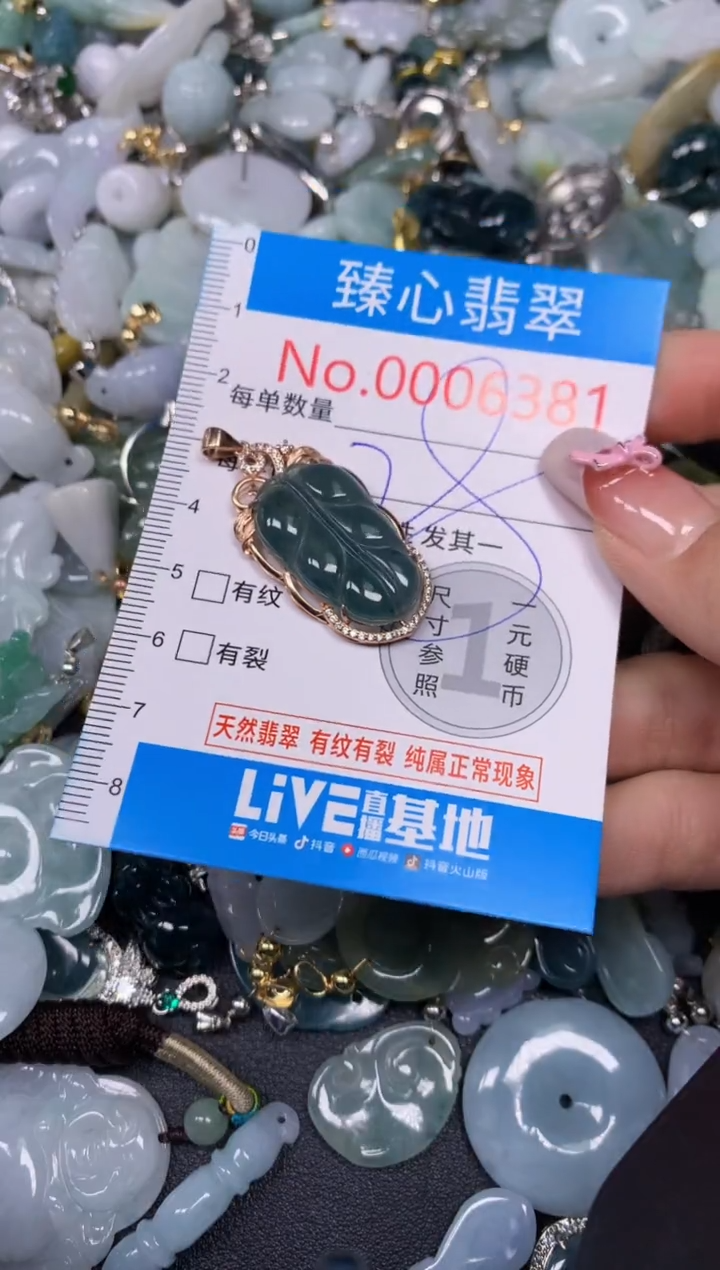 臻心翡翠
No.0006381
每单数量
每
28
发其一
有纹
有裂
尺寸参照
1
一元硬币
天然翡翠 有纹有裂 纯属正常现象
LiVE直播基地
今日头条 抖音 西瓜视频 抖音火山版
0
1
2
4
5
6
7
8